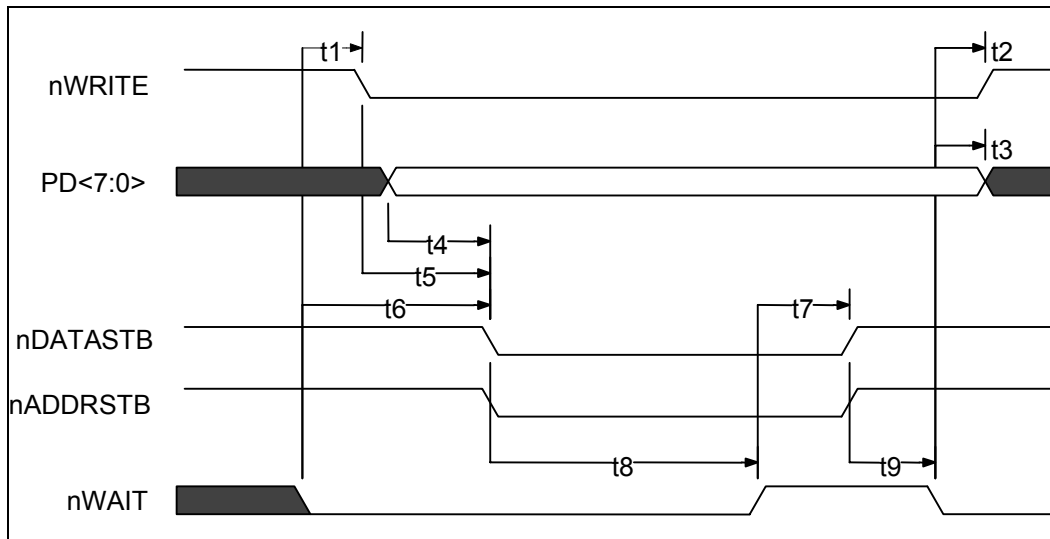 t1
t2
nWRITE
t3
PD<7:0>
t4
t5
t6
t7
nDATASTB
nADDRSTB
t8
t9
nWAIT